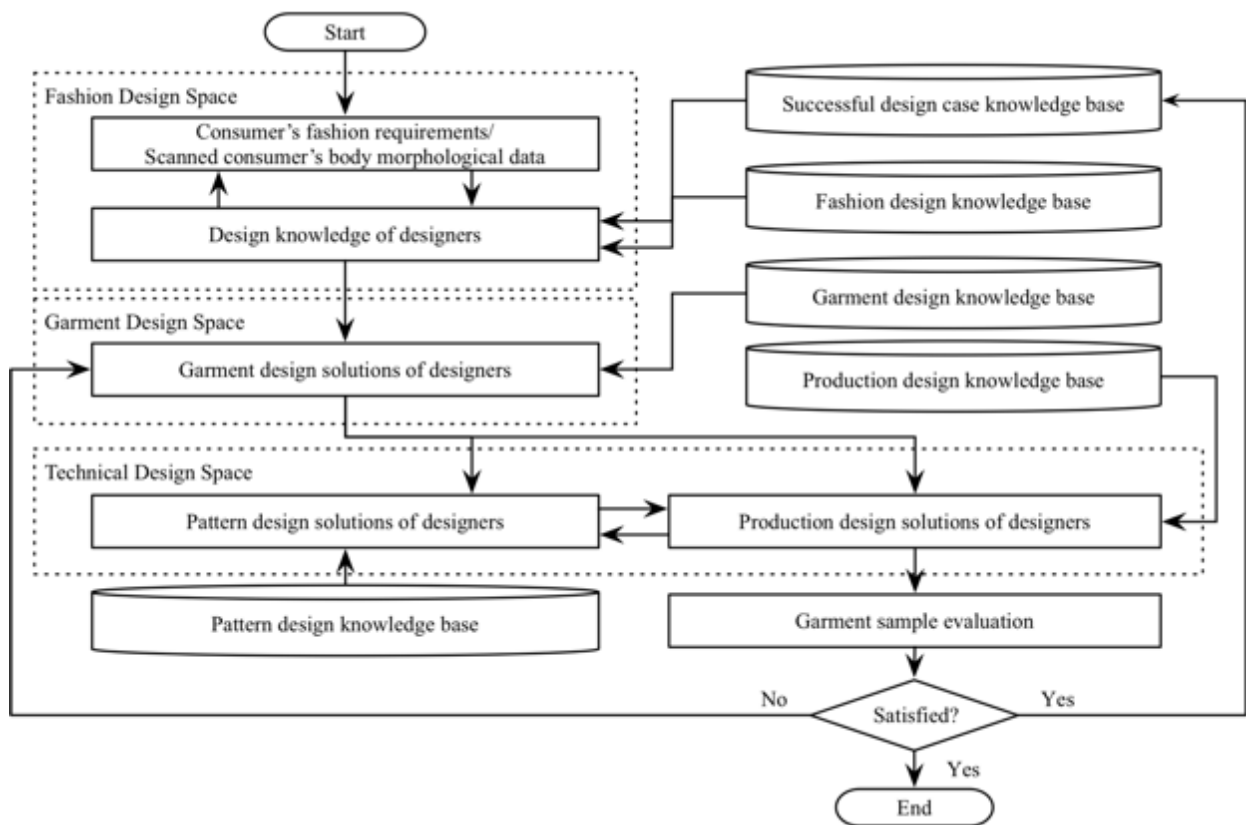 Start
Fashion Design Space
Consumer's fashion requirements/
Scanned consumer's body morphological data
Design knowledge of designers
Successful design case knowledge base
Fashion design knowledge base
Garment design knowledge base
Production design knowledge base
Garment Design Space
Garment design solutions of designers
Technical Design Space
Pattern design solutions of designers
Production design solutions of designers
Pattern design knowledge base
Garment sample evaluation
No
Satisfied?
Yes
Yes
End